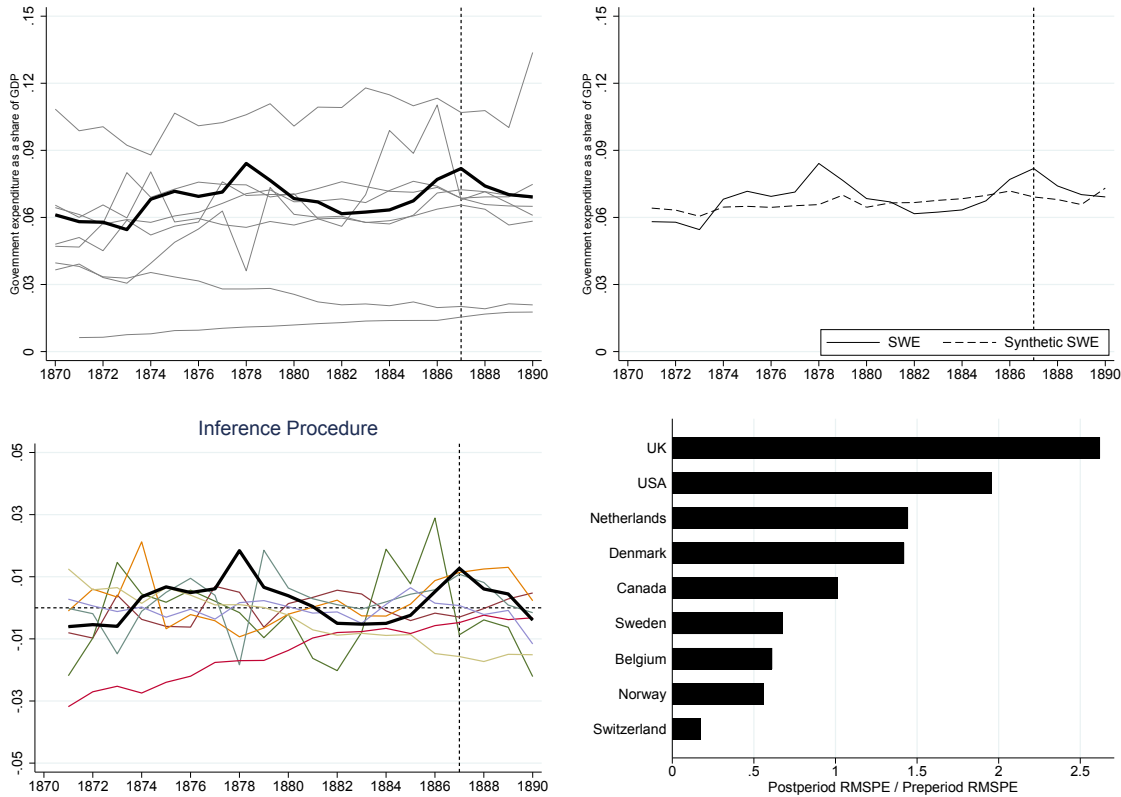 Government expenditure as a share of GDP
.15
.12
.09
.06
.03
0
1870 1872 1874 1876 1878 1880 1882 1884 1886 1888 1890
Government expenditure as a share of GDP
.15
.12
.09
.06
.03
0
SWE Synthetic SWE
1870 1872 1874 1876 1878 1880 1882 1884 1886 1888 1890
Inference Procedure
.05
.03
.01
-.01
-.03
-.05
1870 1872 1874 1876 1878 1880 1882 1884 1886 1888 1890
UK
USA
Netherlands
Denmark
Canada
Sweden
Belgium
Norway
Switzerland
0 .5 1 1.5 2 2.5
Postperiod RMSPE / Preperiod RMSPE